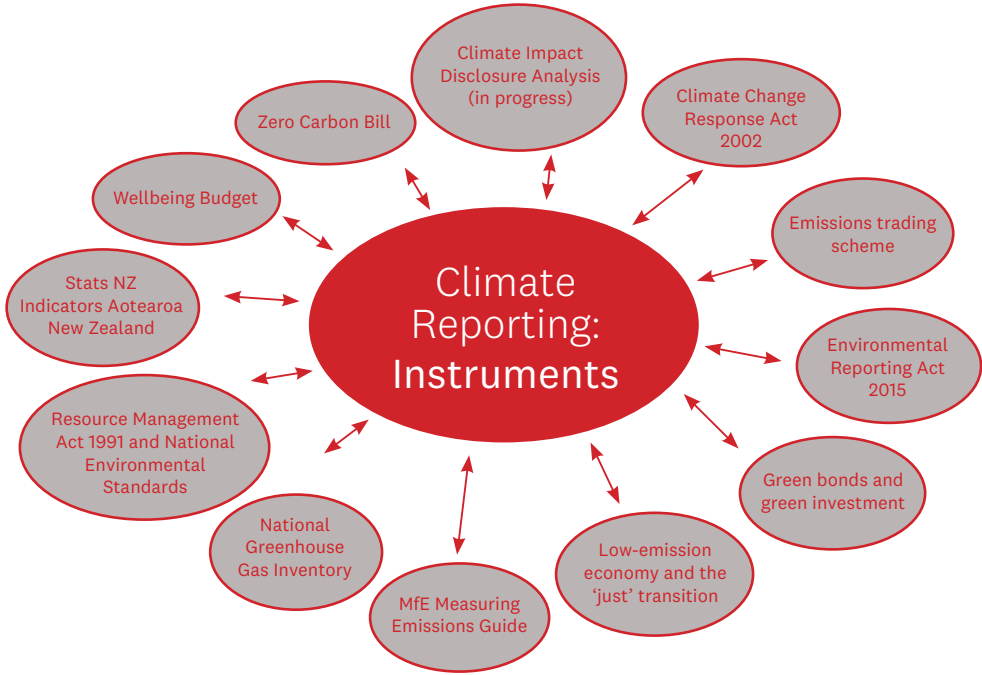 Climate Impact
Disclosure Analysis
(in progress)
Climate Change
Response Act
2002
Zero Carbon Bill
Wellbeing Budget
Emissions trading
scheme
Stats NZ
Indicators Aotearoa
New Zealand
Climate
Reporting:
Instruments
Environmental
Reporting Act
2015
Resource Management
Act 1991 and National
Environmental
Standards
Green bonds and
green investment
National
Greenhouse
Gas Inventory
Low-emission
economy and the
‘just’ transition
MfE Measuring
Emissions Guide